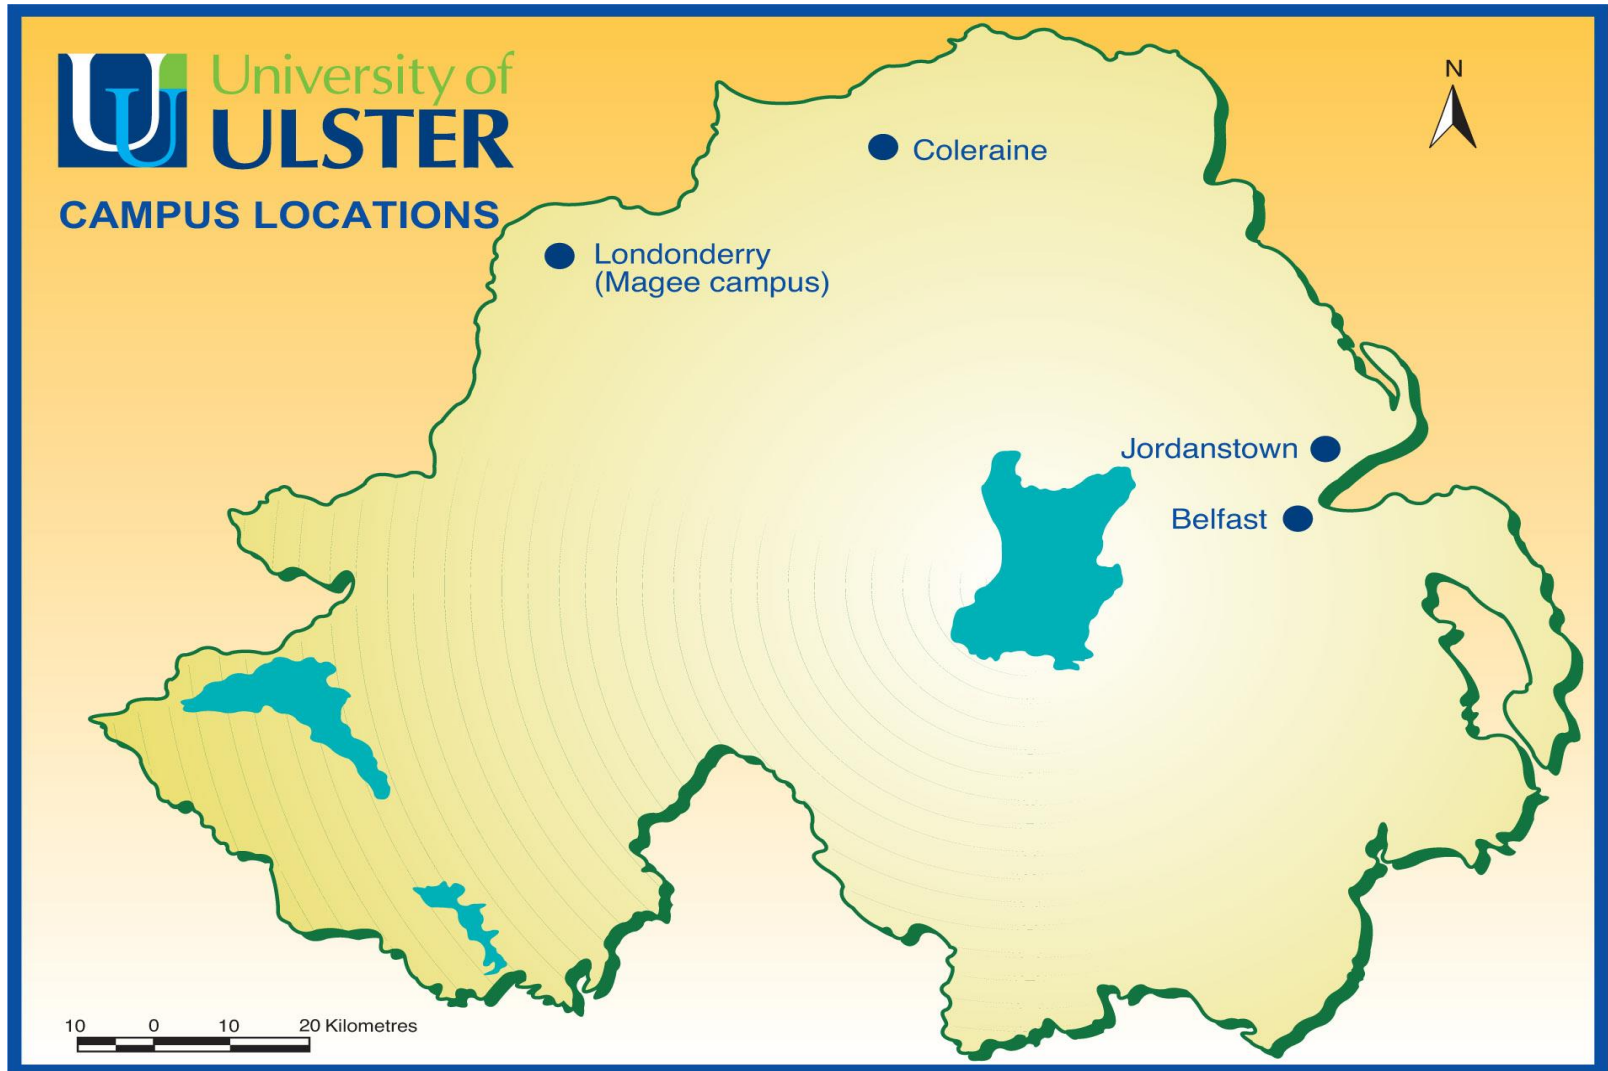 University of
ULSTER
CAMPUS LOCATIONS
N
Coleraine
Londonderry
(Magee campus)
Jordanstown
Belfast
10 0 10 20 Kilometres